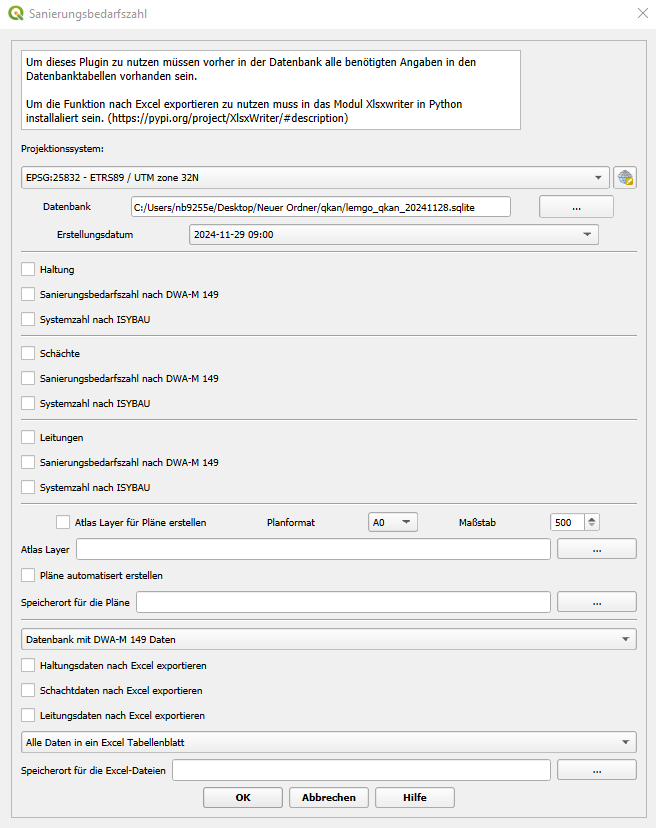 Sanierungsbedarfszahl
Um dieses Plugin zu nutzen müssen vorher in der Datenbank alle benötigten Angaben in den
Datenbanktabellen vorhanden sein.
Um die Funktion nach Excel exportieren zu nutzen muss in das Modul Xlsxwriter in Python
installaliert sein. (https://pypi.org/project/XlsxWriter/#description)
Projektionssystem:
EPSG:25832 - ETRS89 / UTM zone 32N
Datenbank C:/Users/nb9255e/Desktop/Neuer Ordner/qkan/lemgo_qkan_20241128.sqlite ...
Erstellungsdatum 2024-11-29 09:00
Haltung
Sanierungsbedarfszahl nach DWA-M 149
Systemzahl nach ISYBAU
Schächte
Sanierungsbedarfszahl nach DWA-M 149
Systemzahl nach ISYBAU
Leitungen
Sanierungsbedarfszahl nach DWA-M 149
Systemzahl nach ISYBAU
Atlas Layer für Pläne erstellen Planformat A0 Maßstab 500
Atlas Layer ...
Pläne automatisert erstellen
Speicherort für die Pläne ...
Datenbank mit DWA-M 149 Daten
Haltungsdaten nach Excel exportieren
Schachtdaten nach Excel exportieren
Leitungsdaten nach Excel exportieren
Alle Daten in ein Excel Tabellenblatt
Speicherort für die Excel-Dateien ...
OK Abbrechen Hilfe